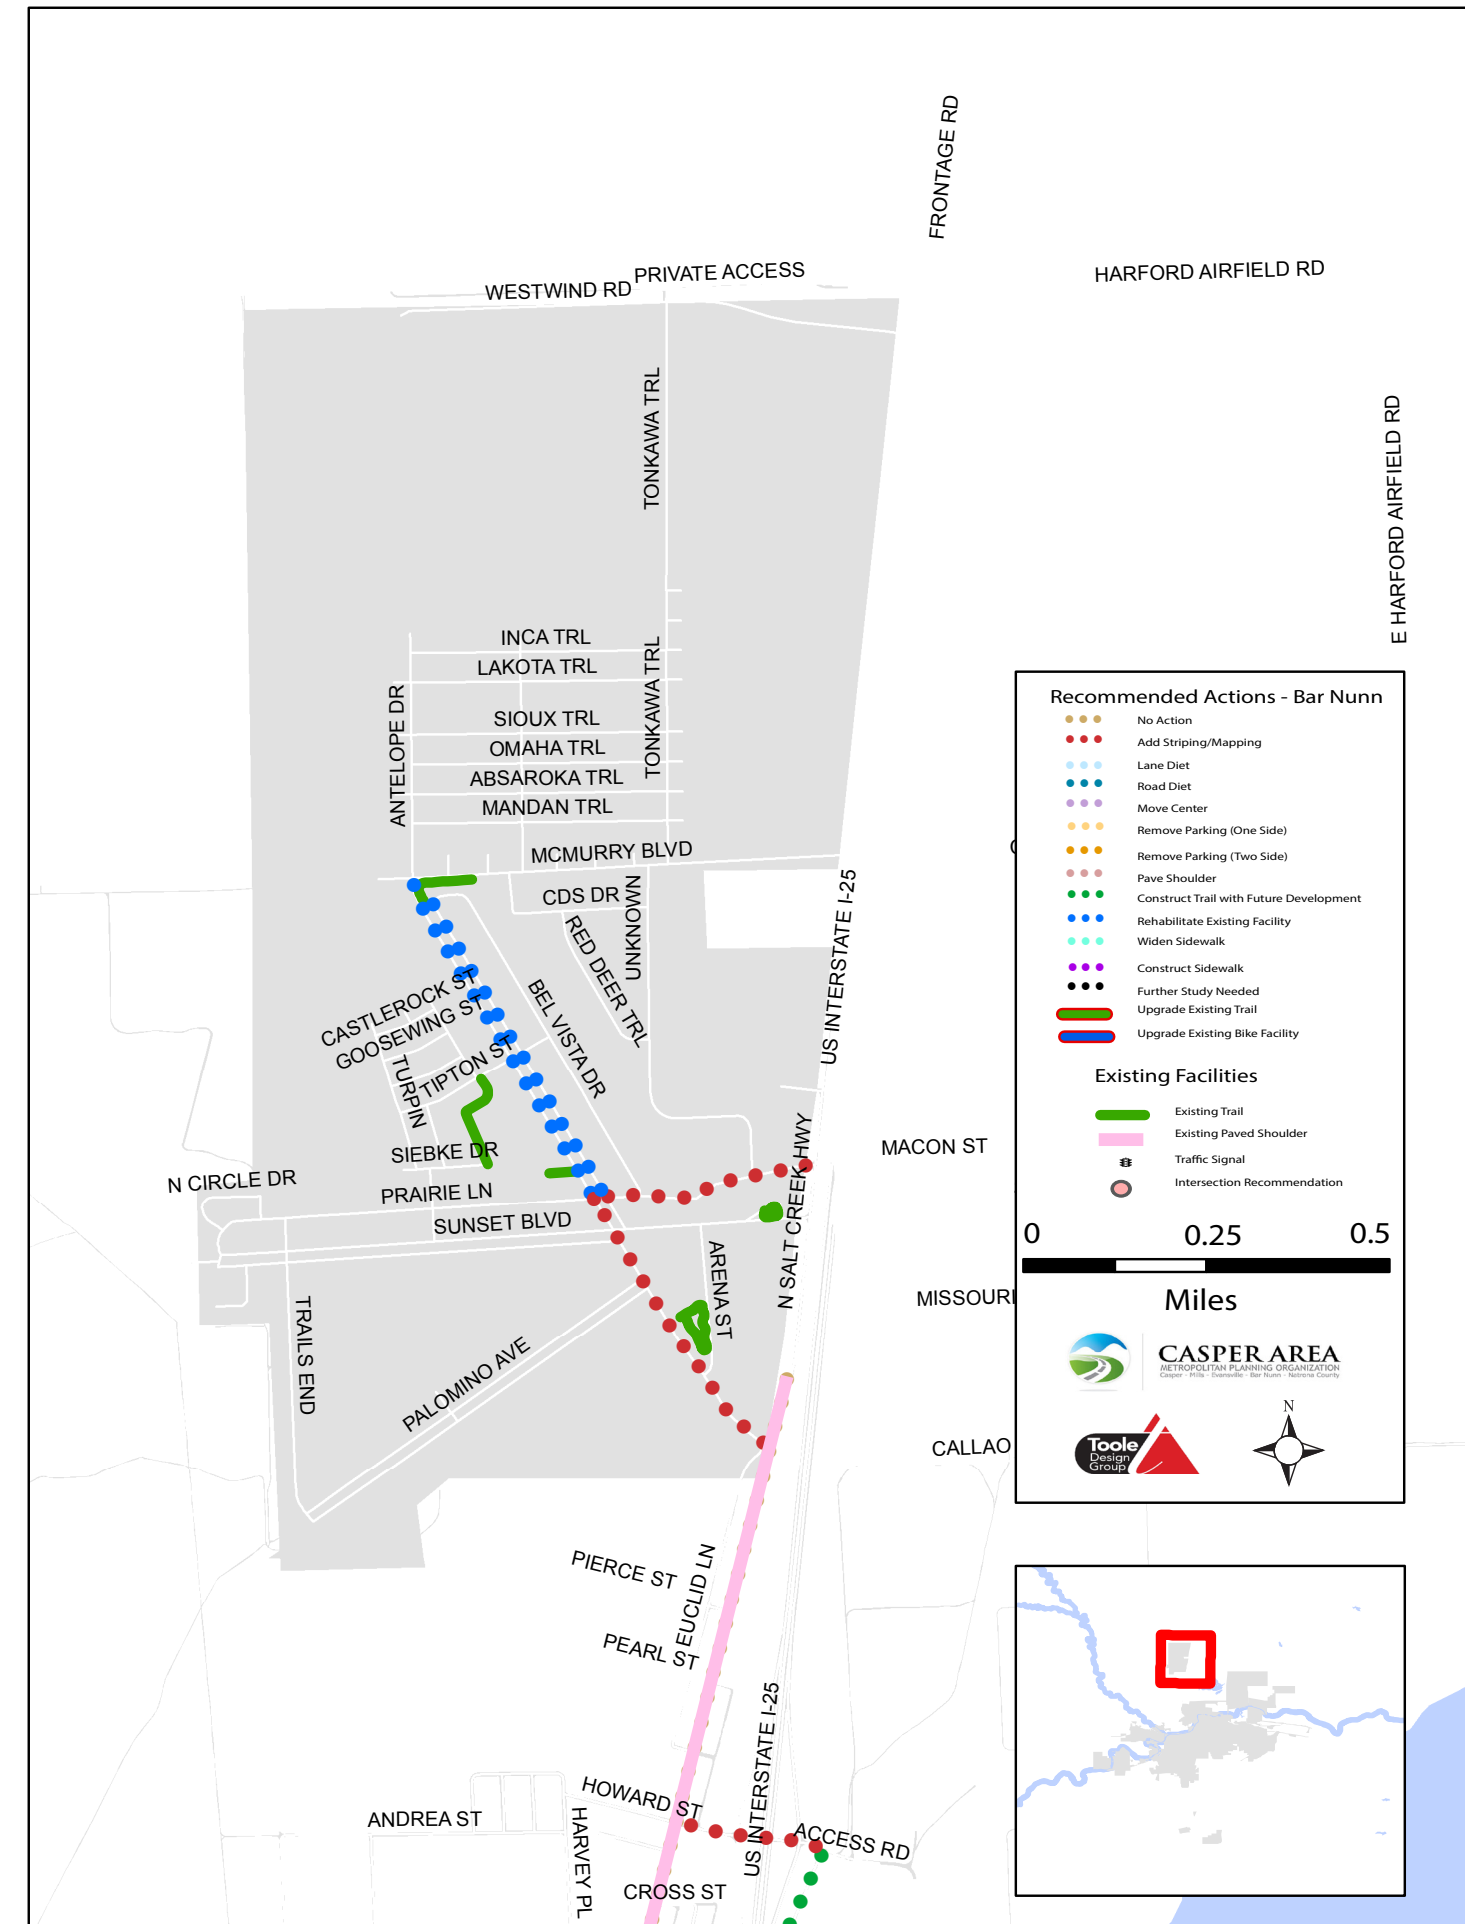 FRONTAGE RD
PRIVATE ACCESS
HARFORD AIRFIELD RD
WESTWIND RD
TONKAWA TRL
E HARFORD AIRFIELD RD
INCA TRL
LAKOTA TRL
TONKAWA TRL
ANTELOPE DR
SIOUX TRL
OMAHA TRL
ABSAROKA TRL
MANDAN TRL
MCMURRY BLVD
CDS DR
UNKNOWN
RED DEER TRL
US INTERSTATE I-25
CASTLEROCK ST
GOOSEWING ST
BEL VISTA DR
TIPTON ST
TURPIN
SIEBKE DR
N CIRCLE DR
PRAIRIE LN
SUNSET BLVD
MACON ST
N SALT CREEK HWY
ARENA ST
MISSOURI
TRAILS END
PALOMINO AVE
CALLAO
PIERCE ST
EUCLID LN
PEARL ST
US INTERSTATE I-25
HOWARD ST
ANDREA ST
HARVEY PL
ACCESS RD
CROSS ST
Recommended Actions - Bar Nunn
No Action
Add Striping/Mapping
Lane Diet
Road Diet
Move Center
Remove Parking (One Side)
Remove Parking (Two Side)
Pave Shoulder
Construct Trail with Future Development
Rehabilitate Existing Facility
Widen Sidewalk
Construct Sidewalk
Further Study Needed
Upgrade Existing Trail
Upgrade Existing Bike Facility
Existing Facilities
Existing Trail
Existing Paved Shoulder
Traffic Signal
Intersection Recommendation
0 0.25 0.5
Miles
CASPER AREA
METROPOLITAN PLANNING ORGANIZATION
Casper - Mills - Evansville - Bar Nunn - Natrona County
Toole
Design
Group
N